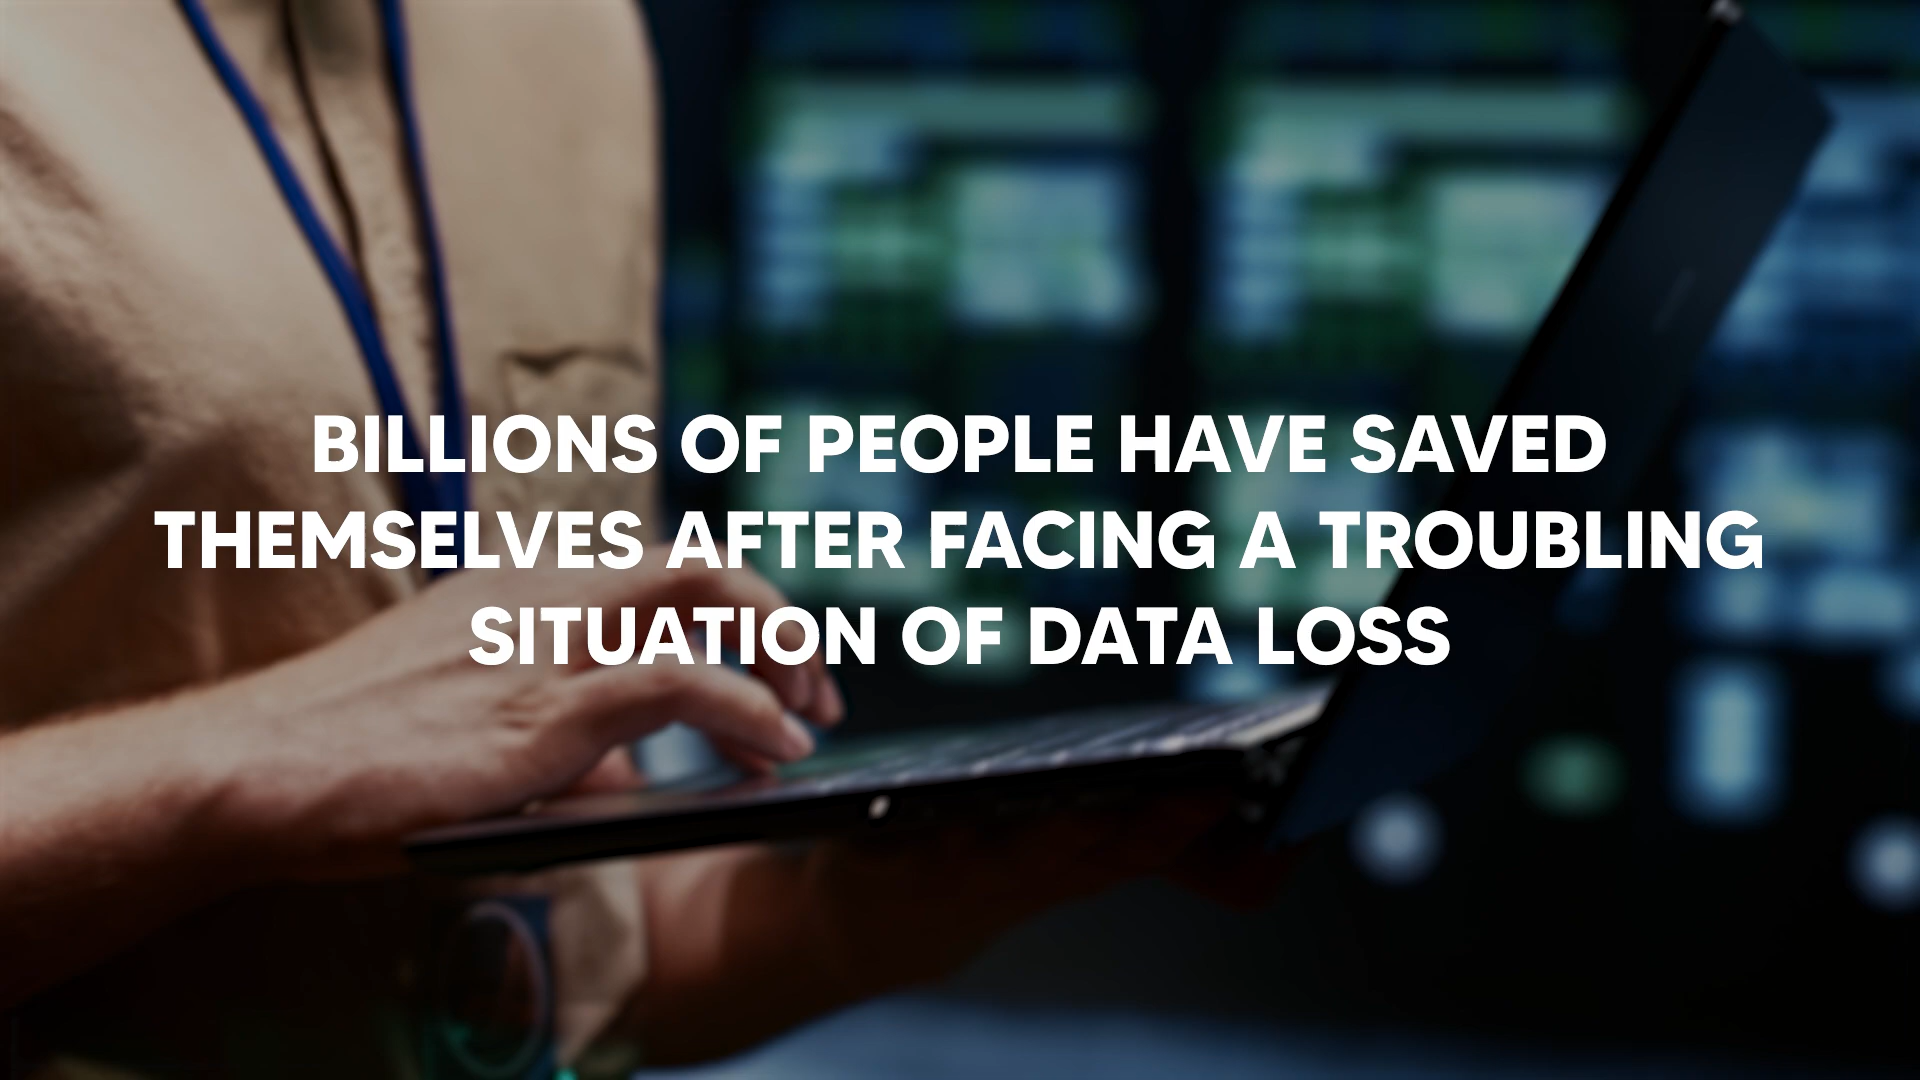 BILLIONS OF PEOPLE HAVE SAVED
THEMSELVES AFTER FACING A TROUBLING
SITUATION OF DATA LOSS